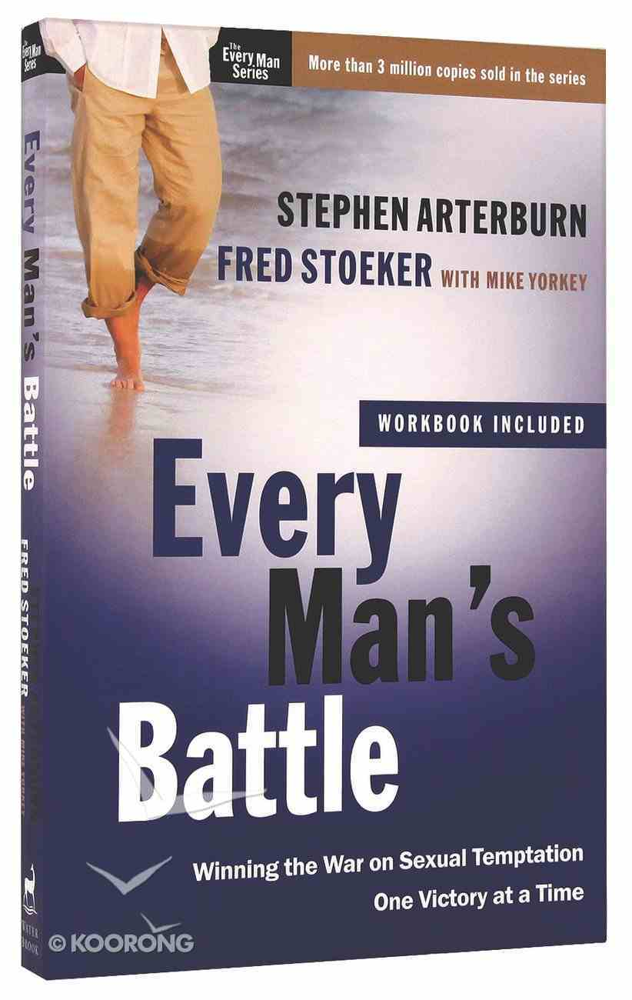 The
Every Man
Series
More than 3 million copies sold in the series
STEPHEN ARTERBURN
FRED STOEKER WITH MIKE YORKEY
WORKBOOK INCLUDED
Every
Man's
Battle
Winning the War on Sexual Temptation
One Victory at a Time
The
Every Man
Series
Every Man's Battle
FRED STOEKER WITH MIKE YORKEY
WATER
BROOK
© KOORONG